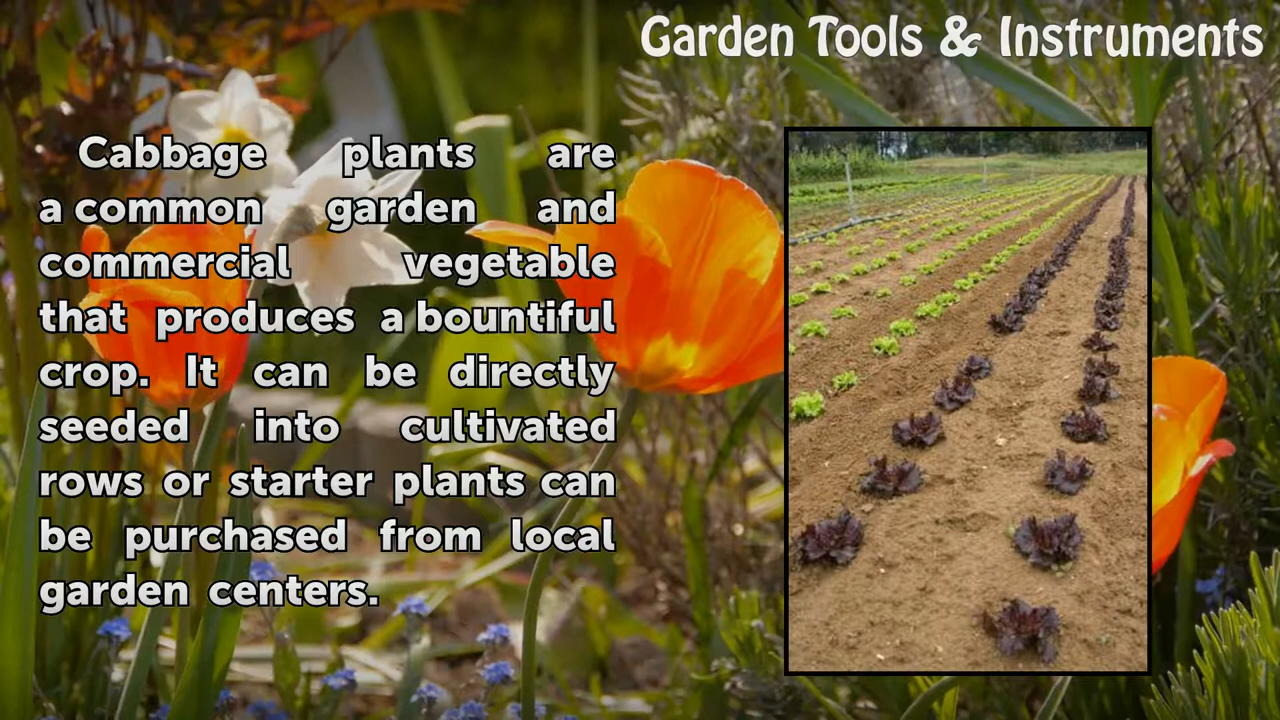 Garden Tools & Instruments
Cabbage plants are
a common garden and
commercial vegetable
that produces a bountiful
crop. It can be directly
seeded into cultivated
rows or starter plants can
be purchased from local
garden centers.